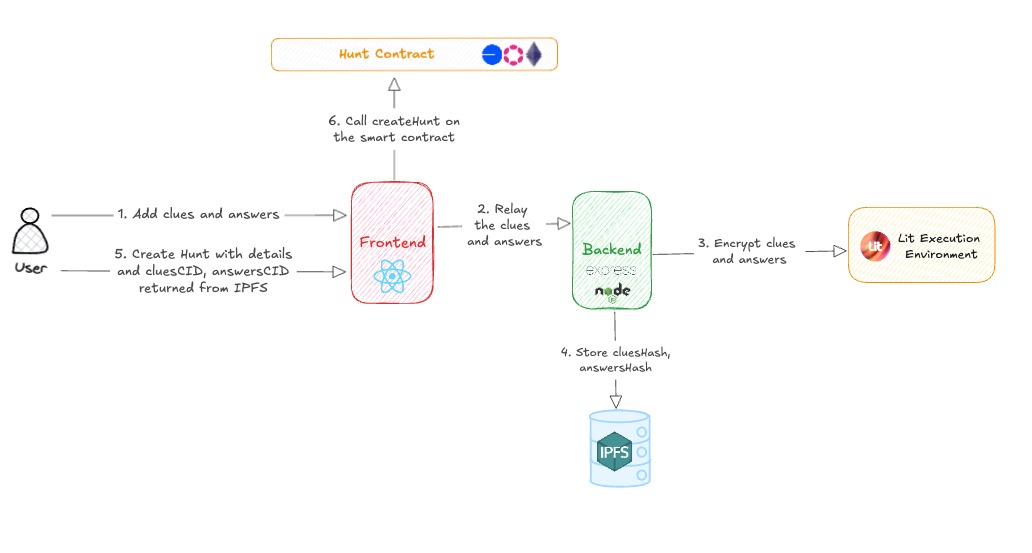 Hunt Contract
6. Call createHunt on
the smart contract
1. Add clues and answers
2. Relay
the clues
and answers
Frontend
Backend
express
node
3. Encrypt clues
and answers
Lit
Lit Execution
Environment
User
5. Create Hunt with details
and cluesCID, answersCID
returned from IPFS
4. Store cluesHash,
answersHash
IPFS